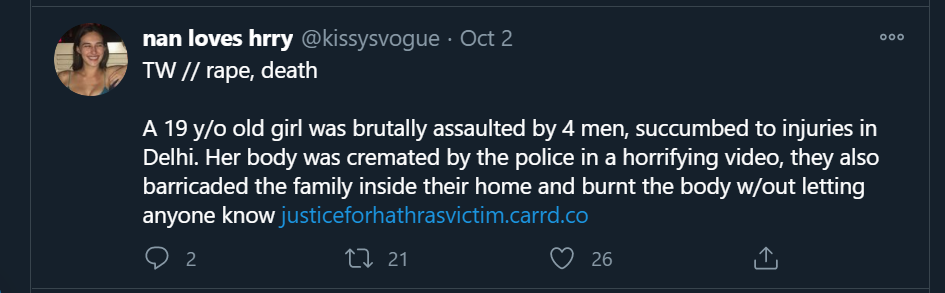 nan loves hrry @kissysvogue · Oct 2
TW // rape, death
A 19 y/o old girl was brutally assaulted by 4 men, succumbed to injuries in
Delhi. Her body was cremated by the police in a horrifying video, they also
barricaded the family inside their home and burnt the body w/out letting
anyone know justiceforhathrasvictim.carrd.co
2 21 26